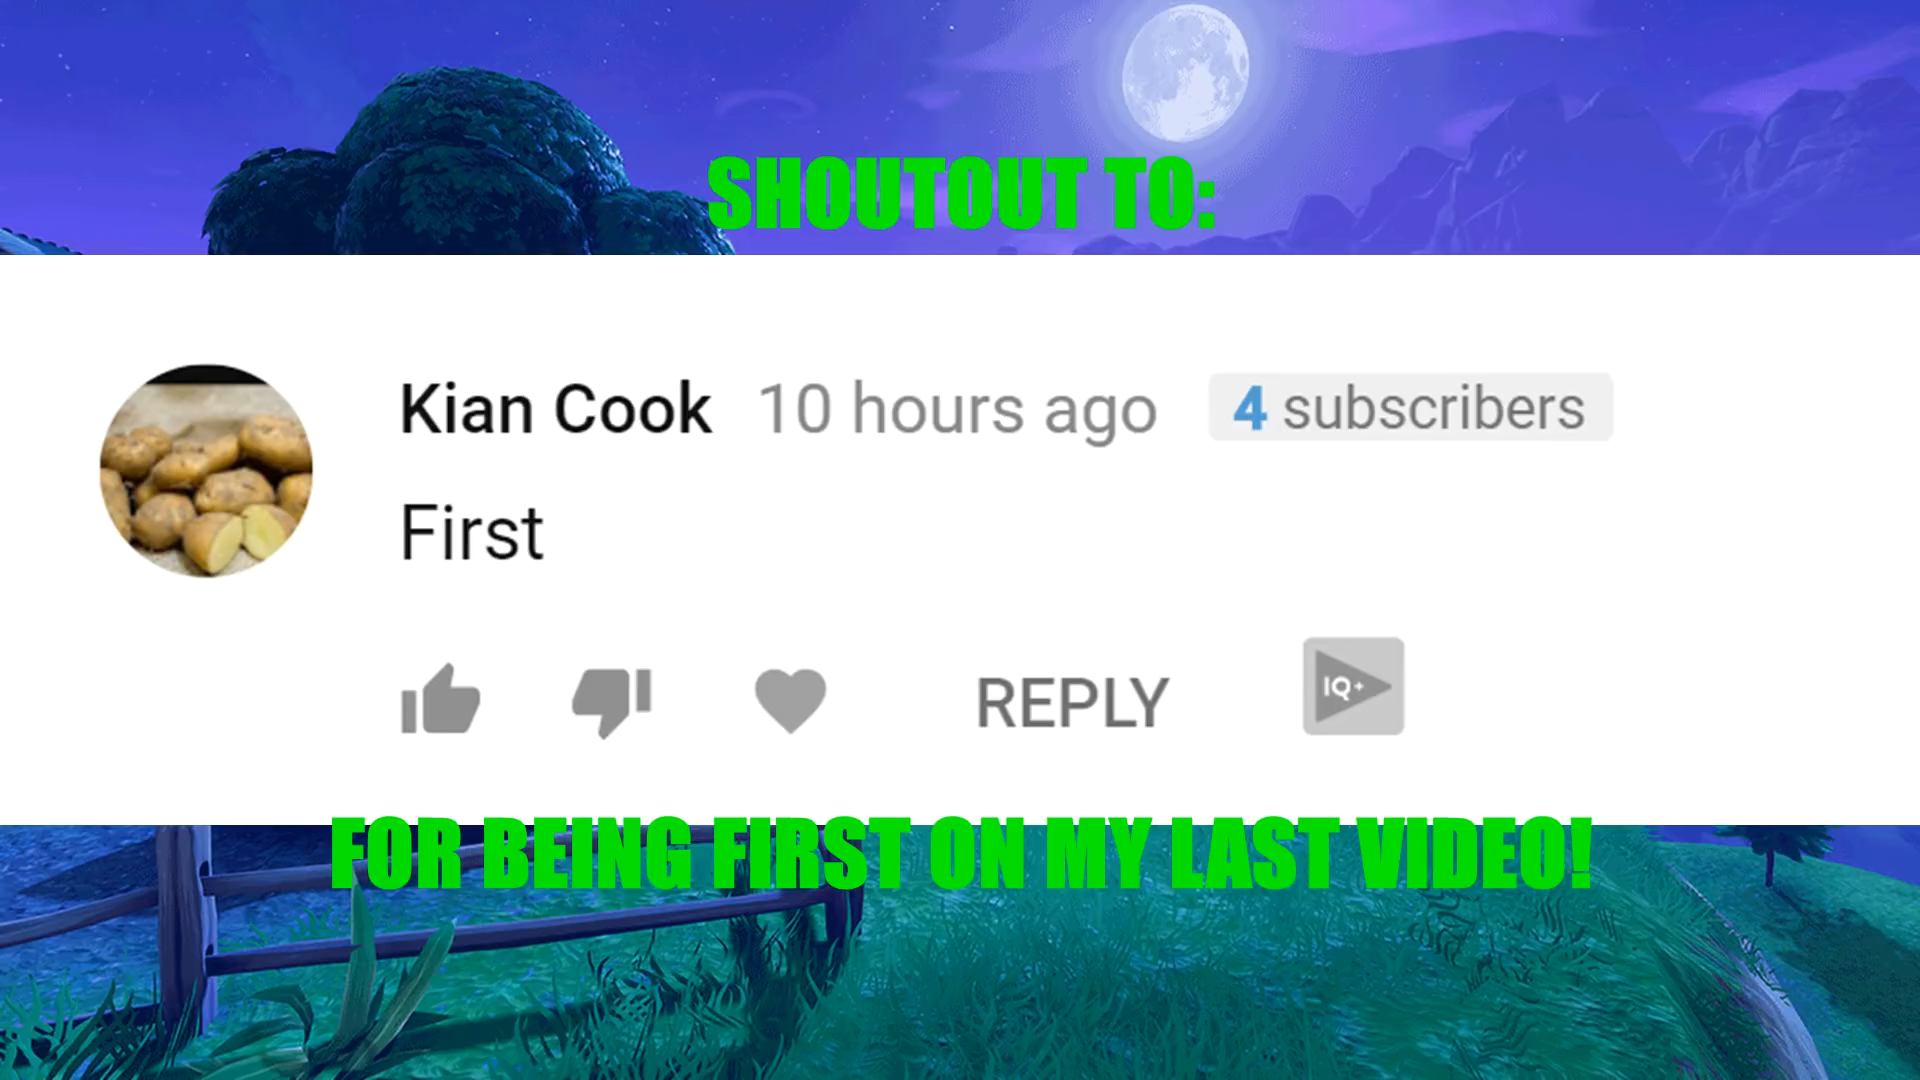 SHOUTOUT TO:
Kian Cook 10 hours ago 4 subscribers
First
REPLY IQ+
FOR BEING FIRST ON MY LAST VIDEO!